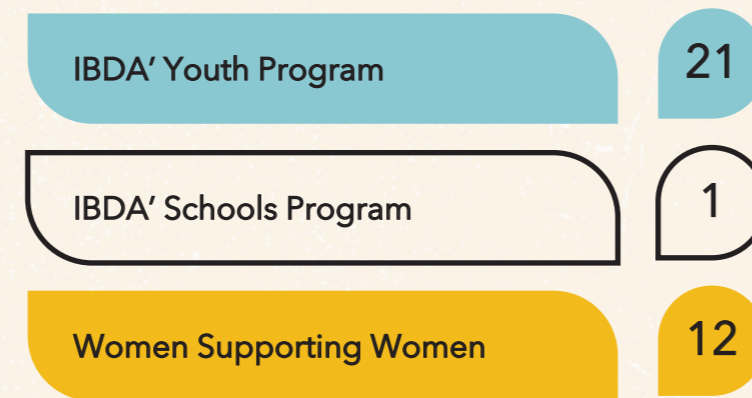 IBDA’ Youth Program 21
IBDA’ Schools Program 1
Women Supporting Women 12